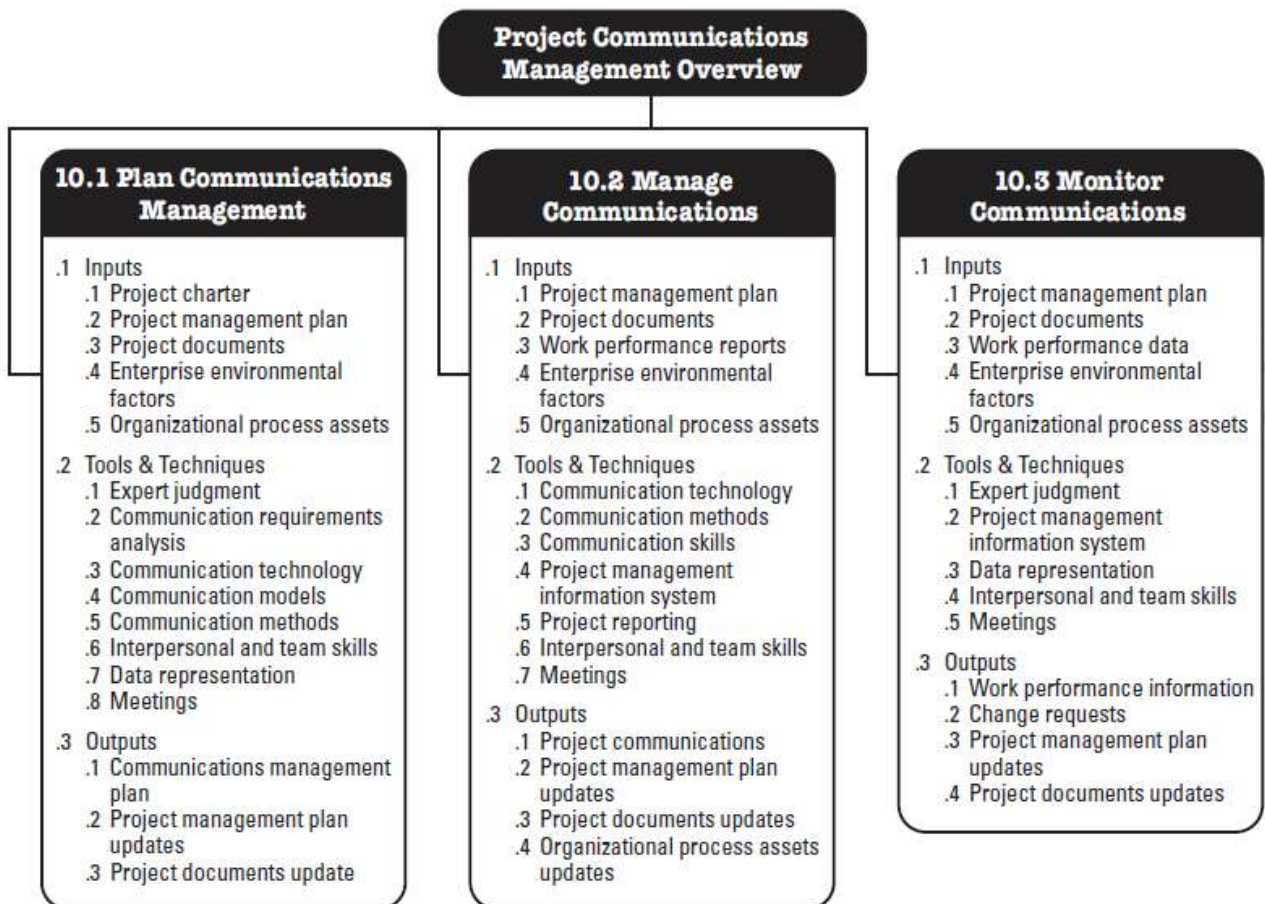 Project Communications
Management Overview
10.1 Plan Communications
Management
.1 Inputs
.1 Project charter
.2 Project management plan
.3 Project documents
.4 Enterprise environmental
factors
.5 Organizational process assets
.2 Tools & Techniques
.1 Expert judgment
.2 Communication requirements
analysis
.3 Communication technology
.4 Communication models
.5 Communication methods
.6 Interpersonal and team skills
.7 Data representation
.8 Meetings
.3 Outputs
.1 Communications management
plan
.2 Project management plan
updates
.3 Project documents update
10.2 Manage
Communications
.1 Inputs
.1 Project management plan
.2 Project documents
.3 Work performance reports
.4 Enterprise environmental
factors
.5 Organizational process assets
.2 Tools & Techniques
.1 Communication technology
.2 Communication methods
.3 Communication skills
.4 Project management
information system
.5 Project reporting
.6 Interpersonal and team skills
.7 Meetings
.3 Outputs
.1 Project communications
.2 Project management plan
updates
.3 Project documents updates
.4 Organizational process assets
updates
10.3 Monitor
Communications
.1 Inputs
.1 Project management plan
.2 Project documents
.3 Work performance data
.4 Enterprise environmental
factors
.5 Organizational process assets
.2 Tools & Techniques
.1 Expert judgment
.2 Project management
information system
.3 Data representation
.4 Interpersonal and team skills
.5 Meetings
.3 Outputs
.1 Work performance information
.2 Change requests
.3 Project management plan
updates
.4 Project documents updates